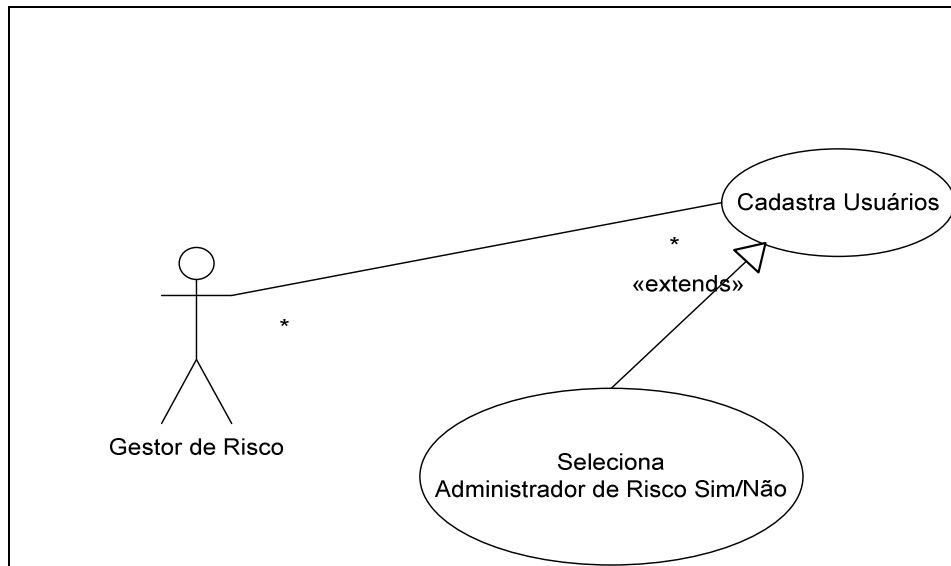 Cadastra Usuários
*
«extends»
*
Gestor de Risco
Seleciona
Administrador de Risco Sim/Não